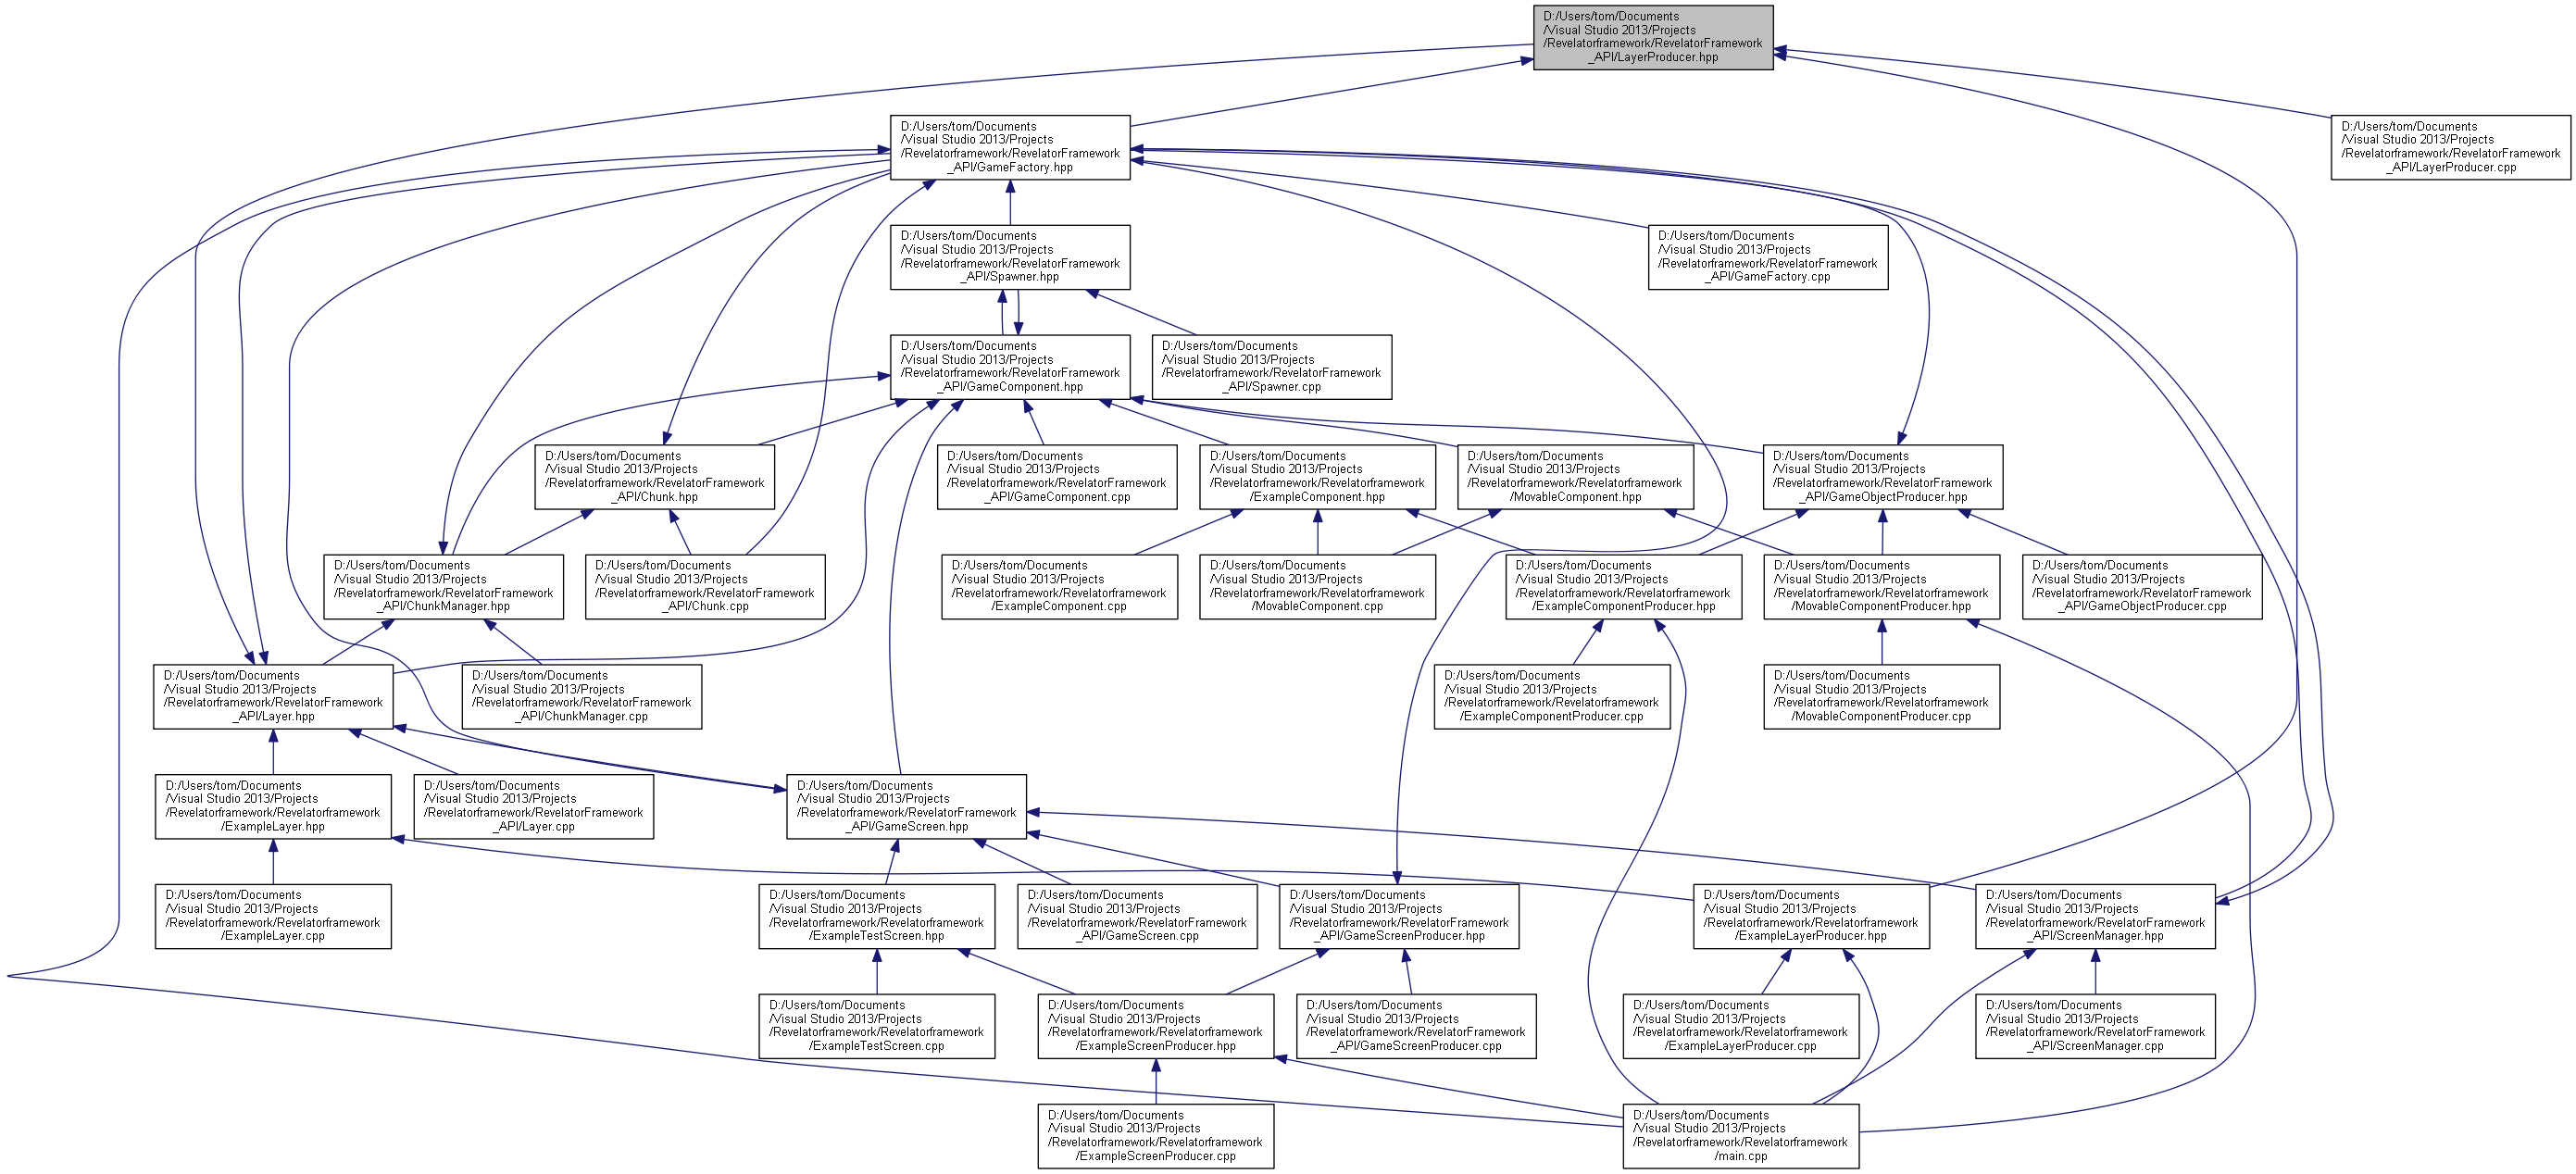 D:/Users/tom/Documents
/Visual Studio 2013/Projects
/Revelatorframework/RevelatorFramework
_API/LayerProducer.hpp
D:/Users/tom/Documents
/Visual Studio 2013/Projects
/Revelatorframework/RevelatorFramework
_API/GameFactory.hpp
D:/Users/tom/Documents
/Visual Studio 2013/Projects
/Revelatorframework/RevelatorFramework
_API/LayerProducer.cpp
D:/Users/tom/Documents
/Visual Studio 2013/Projects
/Revelatorframework/RevelatorFramework
_API/Spawner.hpp
D:/Users/tom/Documents
/Visual Studio 2013/Projects
/Revelatorframework/RevelatorFramework
_API/GameFactory.cpp
D:/Users/tom/Documents
/Visual Studio 2013/Projects
/Revelatorframework/RevelatorFramework
_API/GameComponent.hpp
D:/Users/tom/Documents
/Visual Studio 2013/Projects
/Revelatorframework/RevelatorFramework
_API/Spawner.cpp
D:/Users/tom/Documents
/Visual Studio 2013/Projects
/Revelatorframework/RevelatorFramework
_API/Chunk.hpp
D:/Users/tom/Documents
/Visual Studio 2013/Projects
/Revelatorframework/RevelatorFramework
_API/GameComponent.cpp
D:/Users/tom/Documents
/Visual Studio 2013/Projects
/Revelatorframework/Revelatorframework
/ExampleComponent.hpp
D:/Users/tom/Documents
/Visual Studio 2013/Projects
/Revelatorframework/Revelatorframework
/MovableComponent.hpp
D:/Users/tom/Documents
/Visual Studio 2013/Projects
/Revelatorframework/RevelatorFramework
_API/GameObjectProducer.hpp
D:/Users/tom/Documents
/Visual Studio 2013/Projects
/Revelatorframework/RevelatorFramework
_API/ChunkManager.hpp
D:/Users/tom/Documents
/Visual Studio 2013/Projects
/Revelatorframework/RevelatorFramework
_API/Chunk.cpp
D:/Users/tom/Documents
/Visual Studio 2013/Projects
/Revelatorframework/Revelatorframework
/ExampleComponent.cpp
D:/Users/tom/Documents
/Visual Studio 2013/Projects
/Revelatorframework/Revelatorframework
/MovableComponent.cpp
D:/Users/tom/Documents
/Visual Studio 2013/Projects
/Revelatorframework/Revelatorframework
/ExampleComponentProducer.hpp
D:/Users/tom/Documents
/Visual Studio 2013/Projects
/Revelatorframework/Revelatorframework
/MovableComponentProducer.hpp
D:/Users/tom/Documents
/Visual Studio 2013/Projects
/Revelatorframework/RevelatorFramework
_API/GameObjectProducer.cpp
D:/Users/tom/Documents
/Visual Studio 2013/Projects
/Revelatorframework/RevelatorFramework
_API/Layer.hpp
D:/Users/tom/Documents
/Visual Studio 2013/Projects
/Revelatorframework/RevelatorFramework
_API/ChunkManager.cpp
D:/Users/tom/Documents
/Visual Studio 2013/Projects
/Revelatorframework/Revelatorframework
/ExampleComponentProducer.cpp
D:/Users/tom/Documents
/Visual Studio 2013/Projects
/Revelatorframework/Revelatorframework
/MovableComponentProducer.cpp
D:/Users/tom/Documents
/Visual Studio 2013/Projects
/Revelatorframework/Revelatorframework
/ExampleLayer.hpp
D:/Users/tom/Documents
/Visual Studio 2013/Projects
/Revelatorframework/RevelatorFramework
_API/Layer.cpp
D:/Users/tom/Documents
/Visual Studio 2013/Projects
/Revelatorframework/RevelatorFramework
_API/GameScreen.hpp
D:/Users/tom/Documents
/Visual Studio 2013/Projects
/Revelatorframework/Revelatorframework
/ExampleLayer.cpp
D:/Users/tom/Documents
/Visual Studio 2013/Projects
/Revelatorframework/Revelatorframework
/ExampleTestScreen.hpp
D:/Users/tom/Documents
/Visual Studio 2013/Projects
/Revelatorframework/RevelatorFramework
_API/GameScreen.cpp
D:/Users/tom/Documents
/Visual Studio 2013/Projects
/Revelatorframework/RevelatorFramework
_API/GameScreenProducer.hpp
D:/Users/tom/Documents
/Visual Studio 2013/Projects
/Revelatorframework/Revelatorframework
/ExampleLayerProducer.hpp
D:/Users/tom/Documents
/Visual Studio 2013/Projects
/Revelatorframework/RevelatorFramework
_API/ScreenManager.hpp
D:/Users/tom/Documents
/Visual Studio 2013/Projects
/Revelatorframework/Revelatorframework
/ExampleTestScreen.cpp
D:/Users/tom/Documents
/Visual Studio 2013/Projects
/Revelatorframework/Revelatorframework
/ExampleScreenProducer.hpp
D:/Users/tom/Documents
/Visual Studio 2013/Projects
/Revelatorframework/RevelatorFramework
_API/GameScreenProducer.cpp
D:/Users/tom/Documents
/Visual Studio 2013/Projects
/Revelatorframework/Revelatorframework
/ExampleLayerProducer.cpp
D:/Users/tom/Documents
/Visual Studio 2013/Projects
/Revelatorframework/RevelatorFramework
_API/ScreenManager.cpp
D:/Users/tom/Documents
/Visual Studio 2013/Projects
/Revelatorframework/Revelatorframework
/ExampleScreenProducer.cpp
D:/Users/tom/Documents
/Visual Studio 2013/Projects
/Revelatorframework/Revelatorframework
/main.cpp